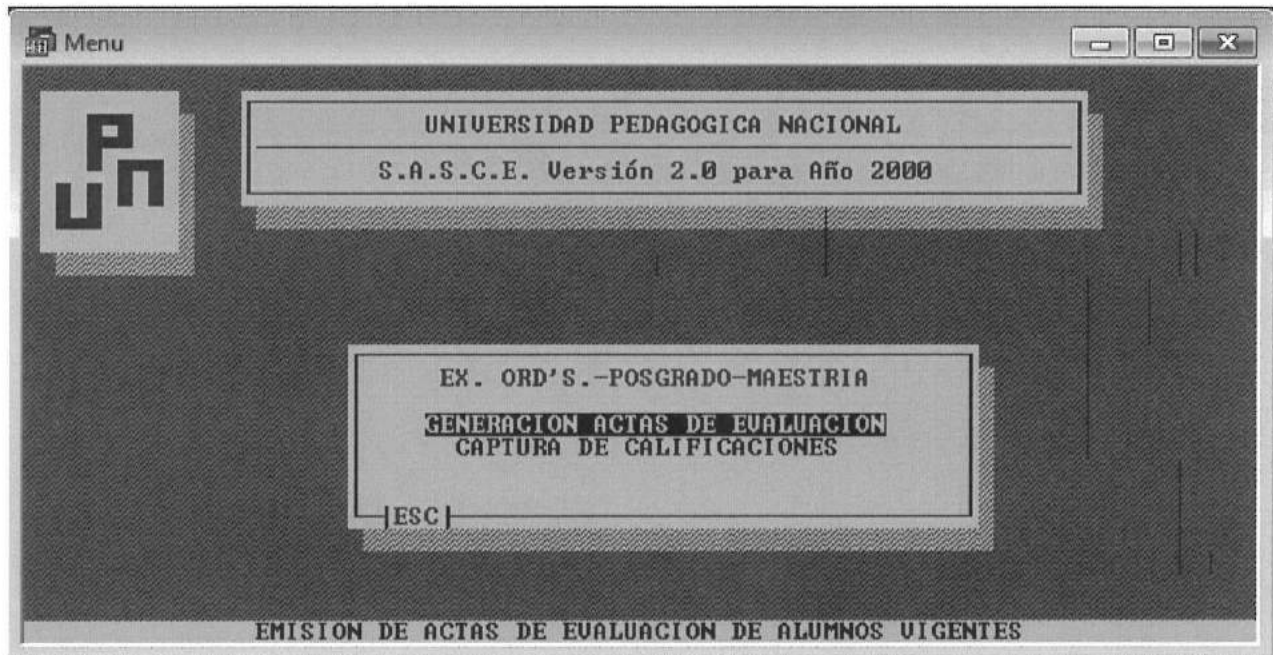 Menu
UPN
UNIVERSIDAD PEDAGOGICA NACIONAL
S.A.S.C.E. Versión 2.0 para Año 2000
EX. ORD'S.-POSGRADO-MAESTRIA
GENERACION ACTAS DE EVALUACION
CAPTURA DE CALIFICACIONES
ESC
EMISION DE ACTAS DE EVALUACION DE ALUMNOS VIGENTES